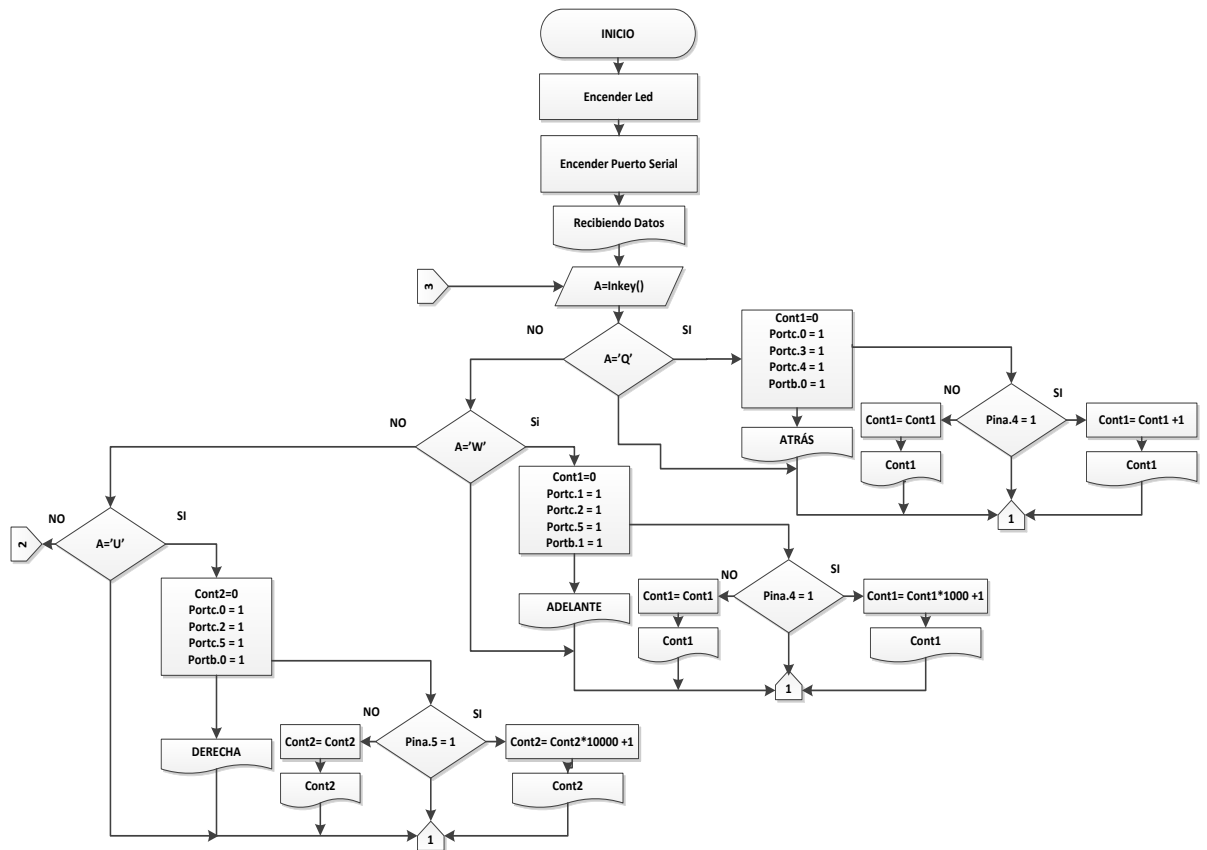 INICIO
Encender Led
Encender Puerto Serial
Recibiendo Datos
3
A=Inkey()
NO
SI
A='Q'
Cont1=0
Portc.0 = 1
Portc.3 = 1
Portc.4 = 1
Portb.0 = 1
NO
SI
Cont1= Cont1
Pina.4 = 1
Cont1= Cont1 +1
ATRÁS
Cont1
Cont1
1
NO
Si
A='W'
Cont1=0
Portc.1 = 1
Portc.2 = 1
Portc.5 = 1
Portb.1 = 1
NO
SI
Cont1= Cont1
Pina.4 = 1
Cont1= Cont1*1000 +1
ADELANTE
Cont1
Cont1
1
2
NO
SI
A='U'
Cont2=0
Portc.0 = 1
Portc.2 = 1
Portc.5 = 1
Portb.0 = 1
NO
SI
Cont2= Cont2
Pina.5 = 1
Cont2= Cont2*10000 +1
DERECHA
Cont2
Cont2
1